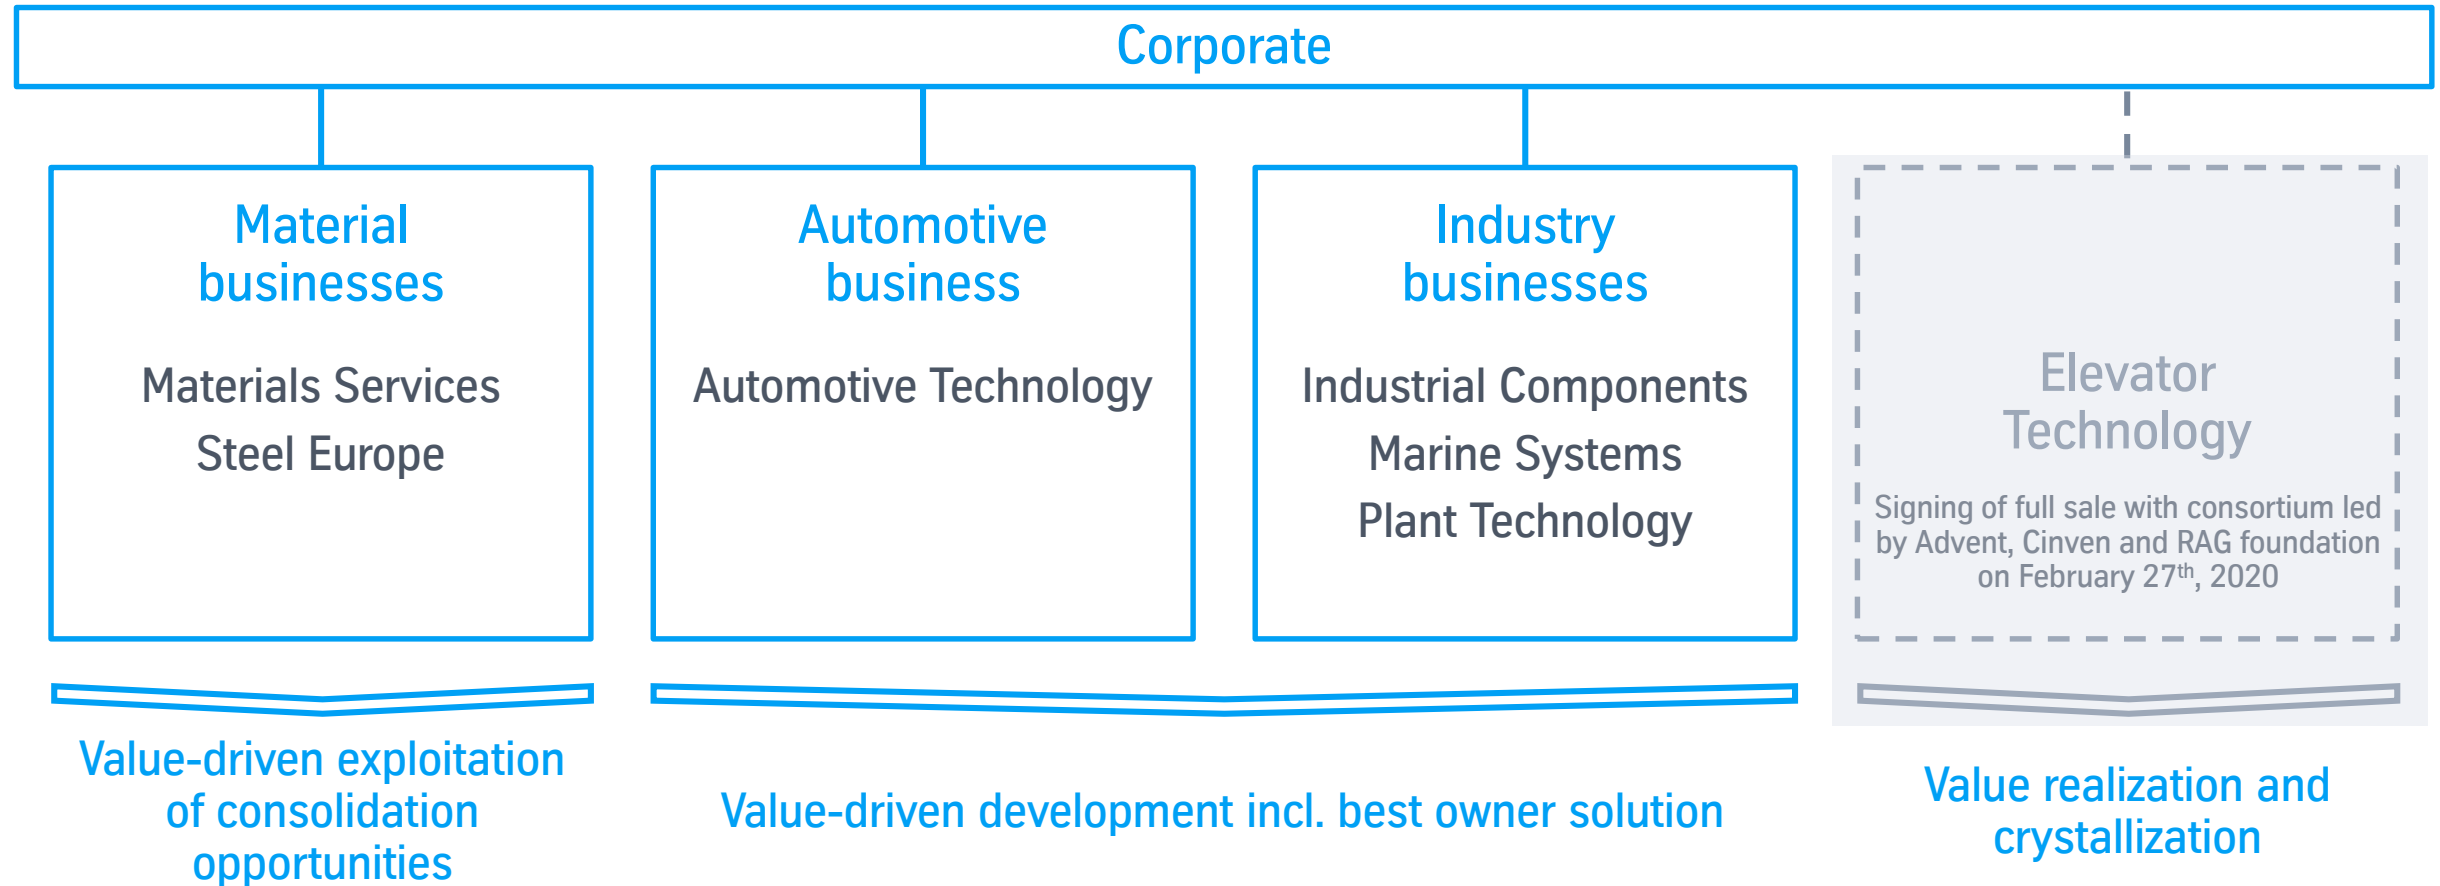 Corporate
Material
businesses
Materials Services
Steel Europe
Automotive
business
Automotive Technology
Industry
businesses
Industrial Components
Marine Systems
Plant Technology
Elevator
Technology
Signing of full sale with consortium led
by Advent, Cinven and RAG foundation
on February 27th, 2020
Value-driven exploitation
of consolidation
opportunities
Value-driven development incl. best owner solution
Value realization and
crystallization